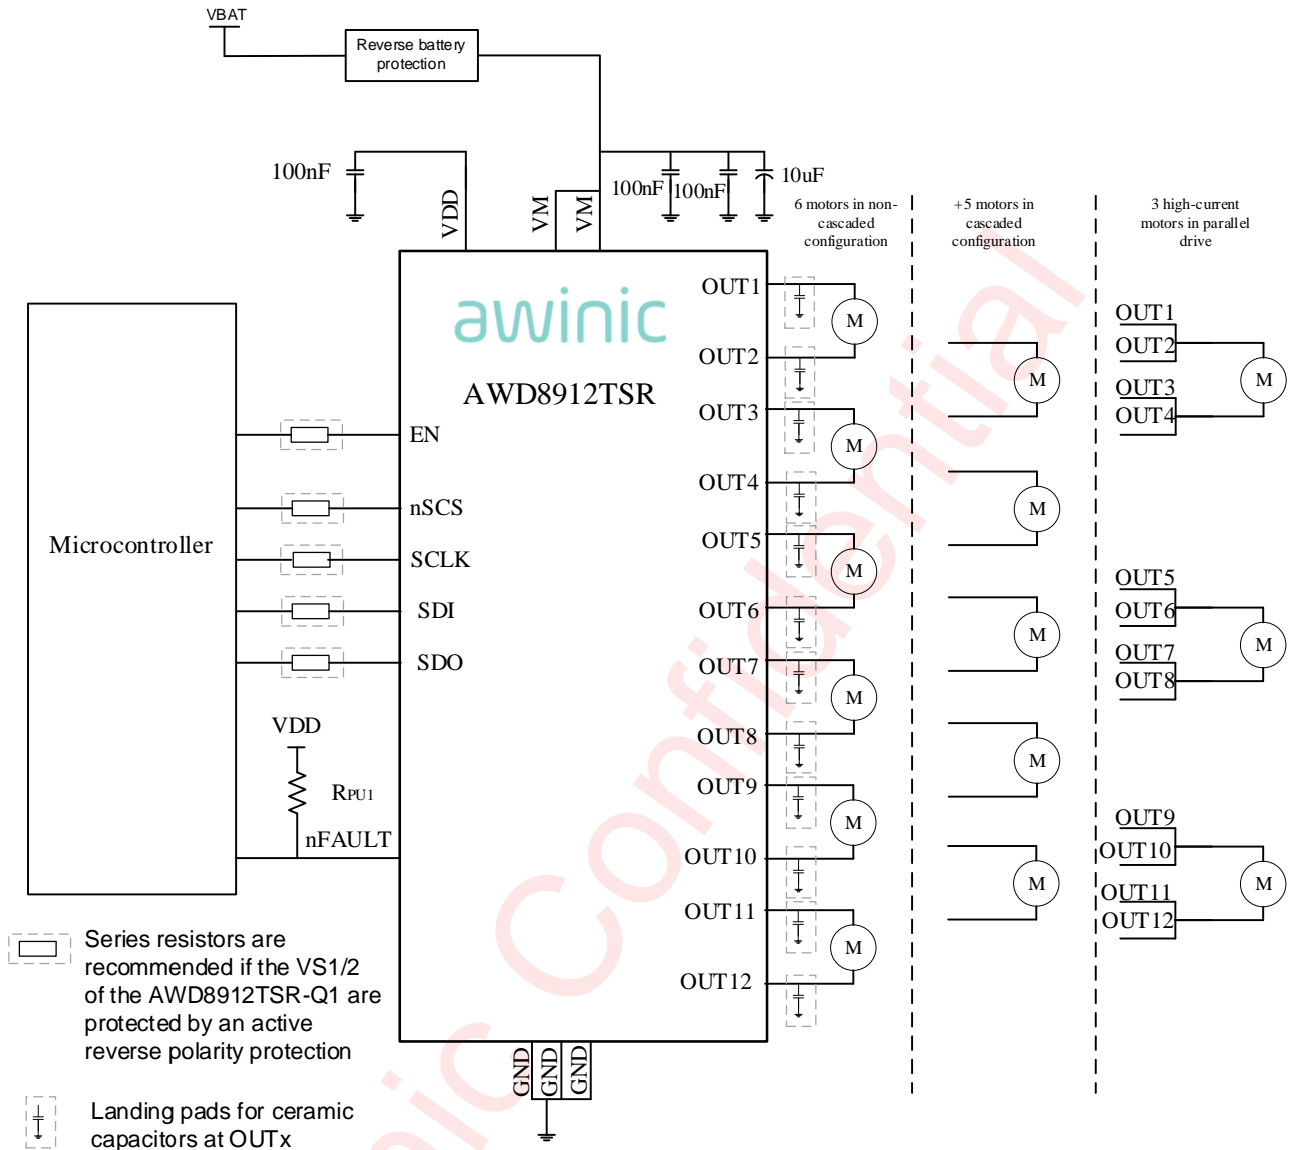 VBAT
Reverse battery
protection
100nF
100nF
100nF
10uF
VDD
VM
VM
6 motors in non-
cascaded
configuration
+5 motors in
cascaded
configuration
3 high-current
motors in parallel
drive
awinic
AWD8912TSR
Microcontroller
EN
nSCS
SCLK
SDI
SDO
VDD
RPU1
nFAULT
OUT1
OUT2
OUT3
OUT4
OUT5
OUT6
OUT7
OUT8
OUT9
OUT10
OUT11
OUT12
M
M
M
M
M
M
M
M
M
M
M
OUT1
OUT2
OUT3
OUT4
M
OUT5
OUT6
OUT7
OUT8
M
OUT9
OUT10
OUT11
OUT12
M
GND
GND
GND
Series resistors are
recommended if the VS1/2
of the AWD8912TSR-Q1 are
protected by an active
reverse polarity protection
Landing pads for ceramic
capacitors at OUTx
nic Confidential